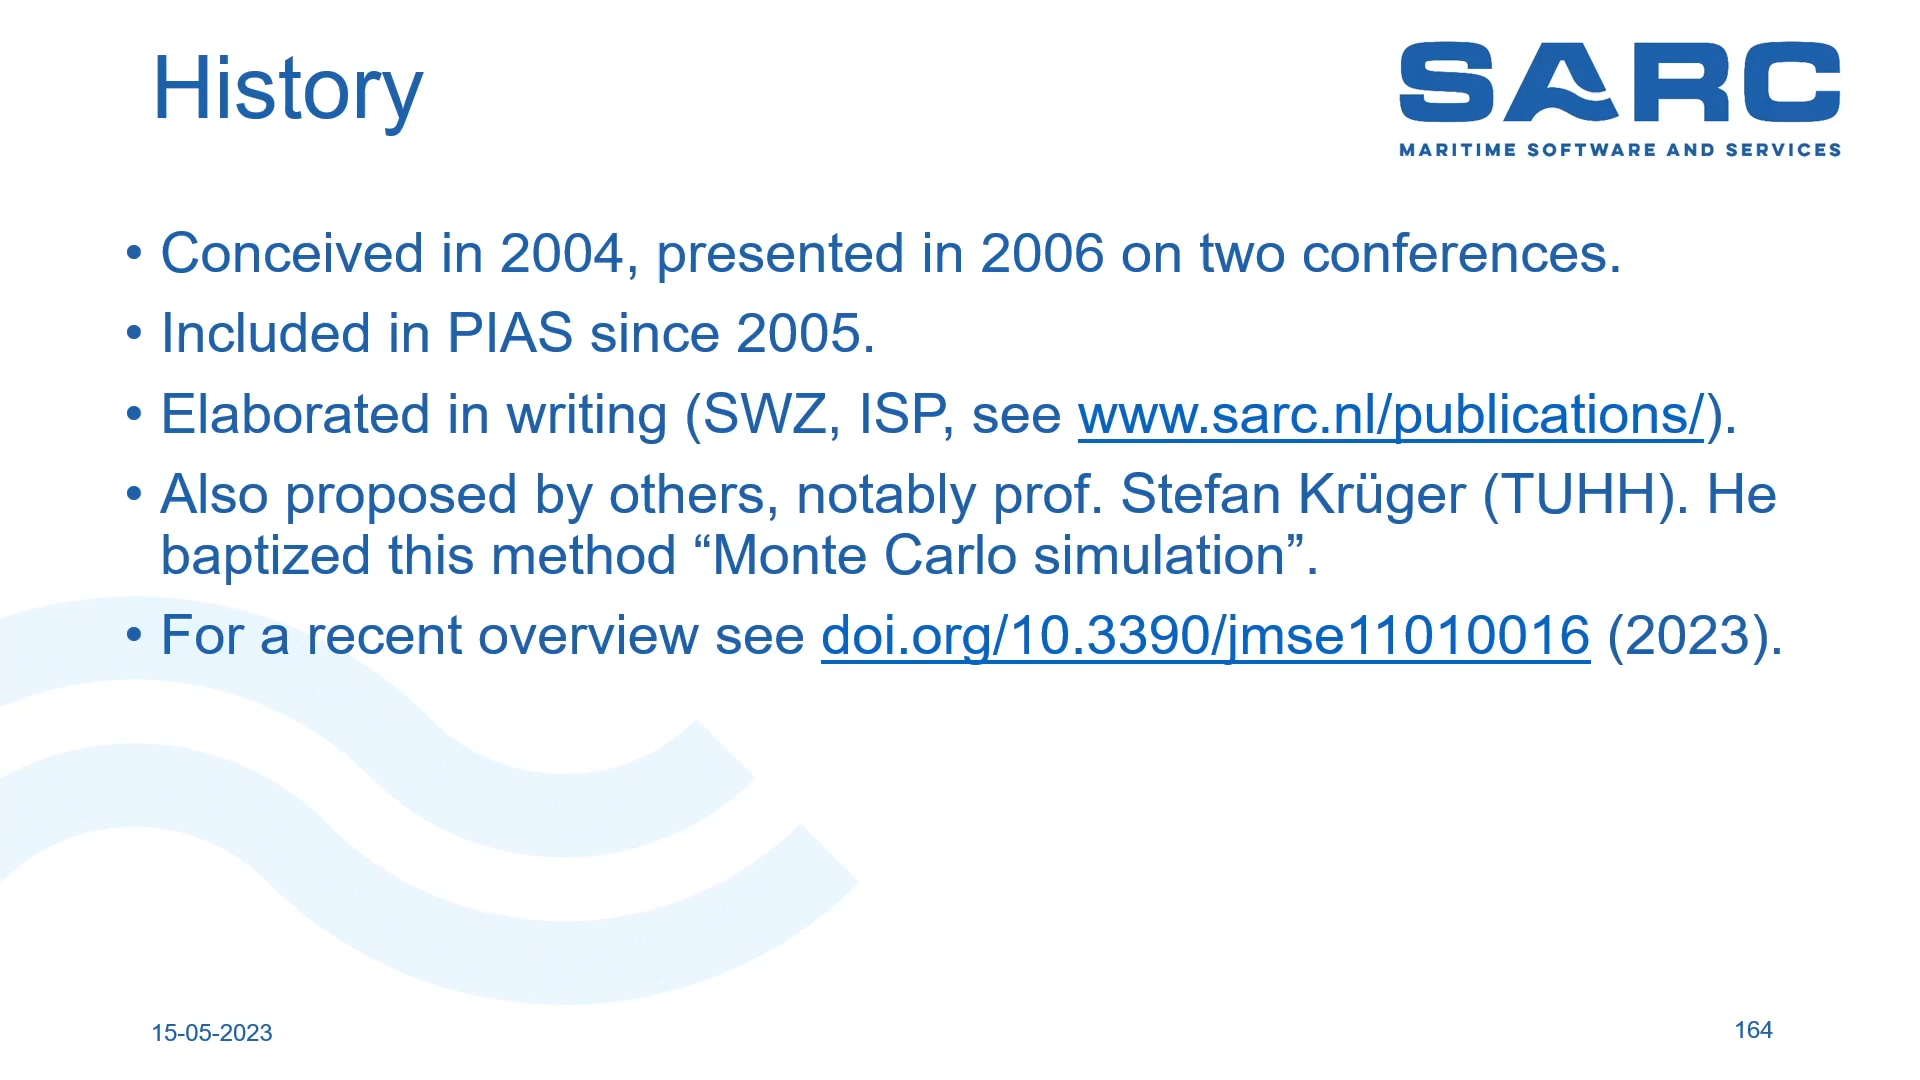 History
SARC
MARITIME SOFTWARE AND SERVICES
• Conceived in 2004, presented in 2006 on two conferences.
• Included in PIAS since 2005.
• Elaborated in writing (SWZ, ISP, see www.sarc.nl/publications/).
• Also proposed by others, notably prof. Stefan Krüger (TUHH). He
baptized this method “Monte Carlo simulation”.
• For a recent overview see doi.org/10.3390/jmse11010016 (2023).
15-05-2023
164